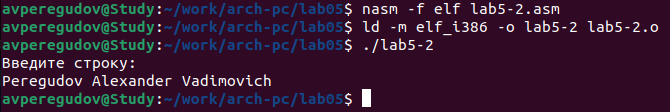 avperegudov@Study:~/work/arch-pc/lab05$ nasm -f elf lab5-2.asm
avperegudov@Study:~/work/arch-pc/lab05$ ld -m elf_i386 -o lab5-2 lab5-2.o
avperegudov@Study:~/work/arch-pc/lab05$ ./lab5-2
Введите строку:
Peregudov Alexander Vadimovich
avperegudov@Study:~/work/arch-pc/lab05$